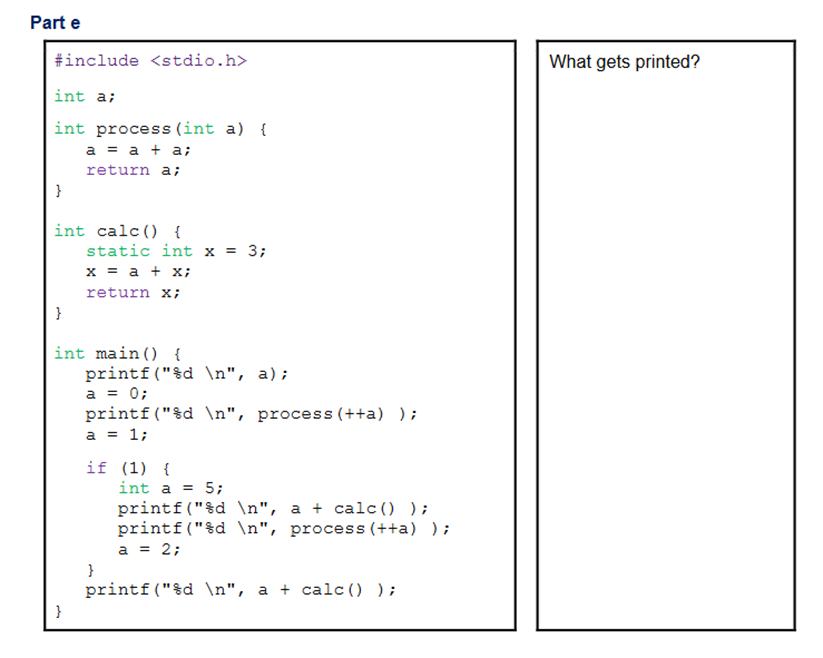 Part e
#include <stdio.h>
int a;
int process(int a) {
a = a + a;
return a;
}
int calc() {
static int x = 3;
x = a + x;
return x;
}
int main() {
printf("%d \n", a);
a = 0;
printf("%d \n", process(++a) );
a = 1;
if (1) {
int a = 5;
printf("%d \n", a + calc() );
printf("%d \n", process(++a) );
a = 2;
}
printf("%d \n", a + calc() );
}
What gets printed?